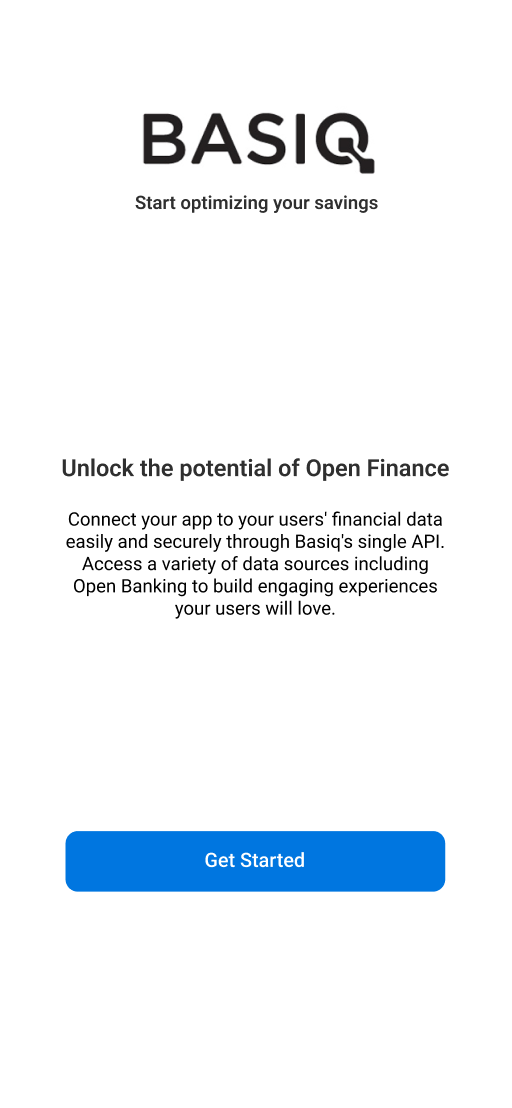 BASIQ
Start optimizing your savings
Unlock the potential of Open Finance
Connect your app to your users' financial data
easily and securely through Basiq's single API.
Access a variety of data sources including
Open Banking to build engaging experiences
your users will love.
Get Started